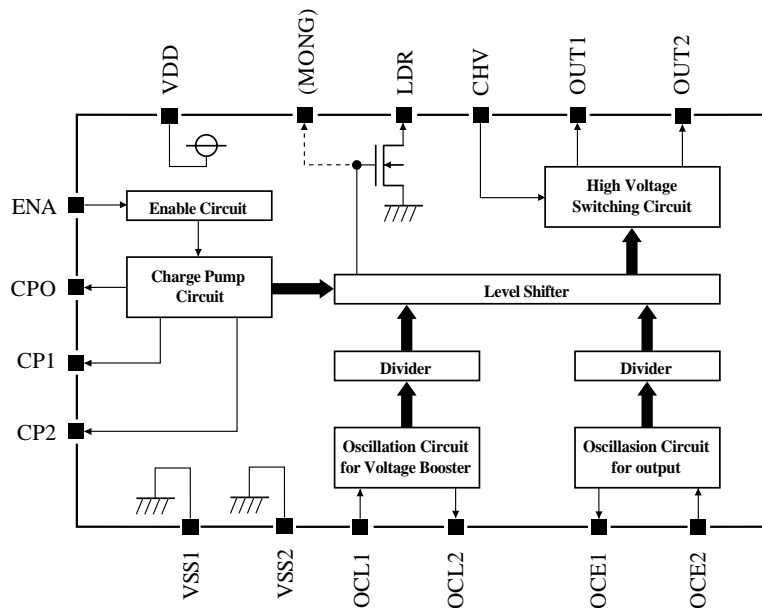 VDD
(MONG)
LDR
CHV
OUT1
OUT2
ENA
Enable Circuit
High Voltage
Switching Circuit
CPO
Charge Pump
Circuit
Level Shifter
CP1
Divider
Divider
CP2
Oscillation Circuit
for Voltage Booster
Oscillasion Circuit
for output
VSS1
VSS2
OCL1
OCL2
OCE1
OCE2